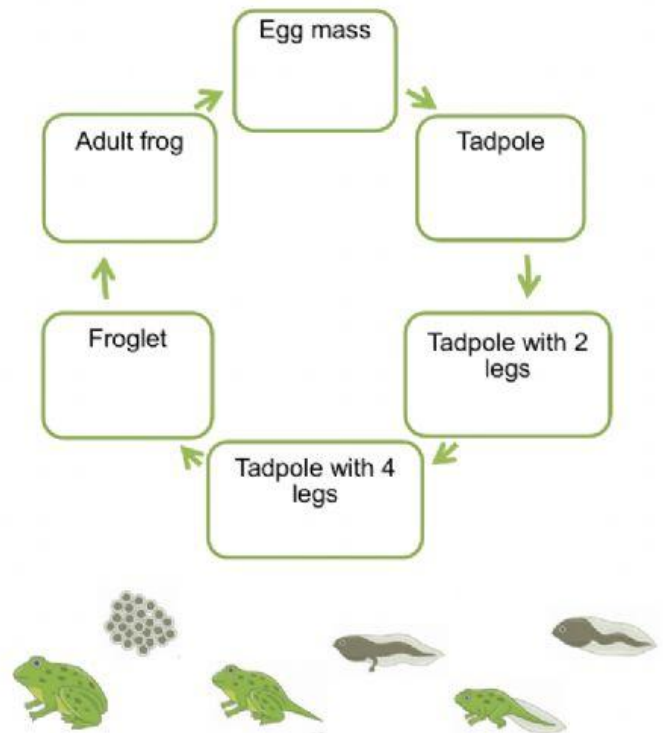 Egg mass
Adult frog
Tadpole
Froglet
Tadpole with 2
legs
Tadpole with 4
legs